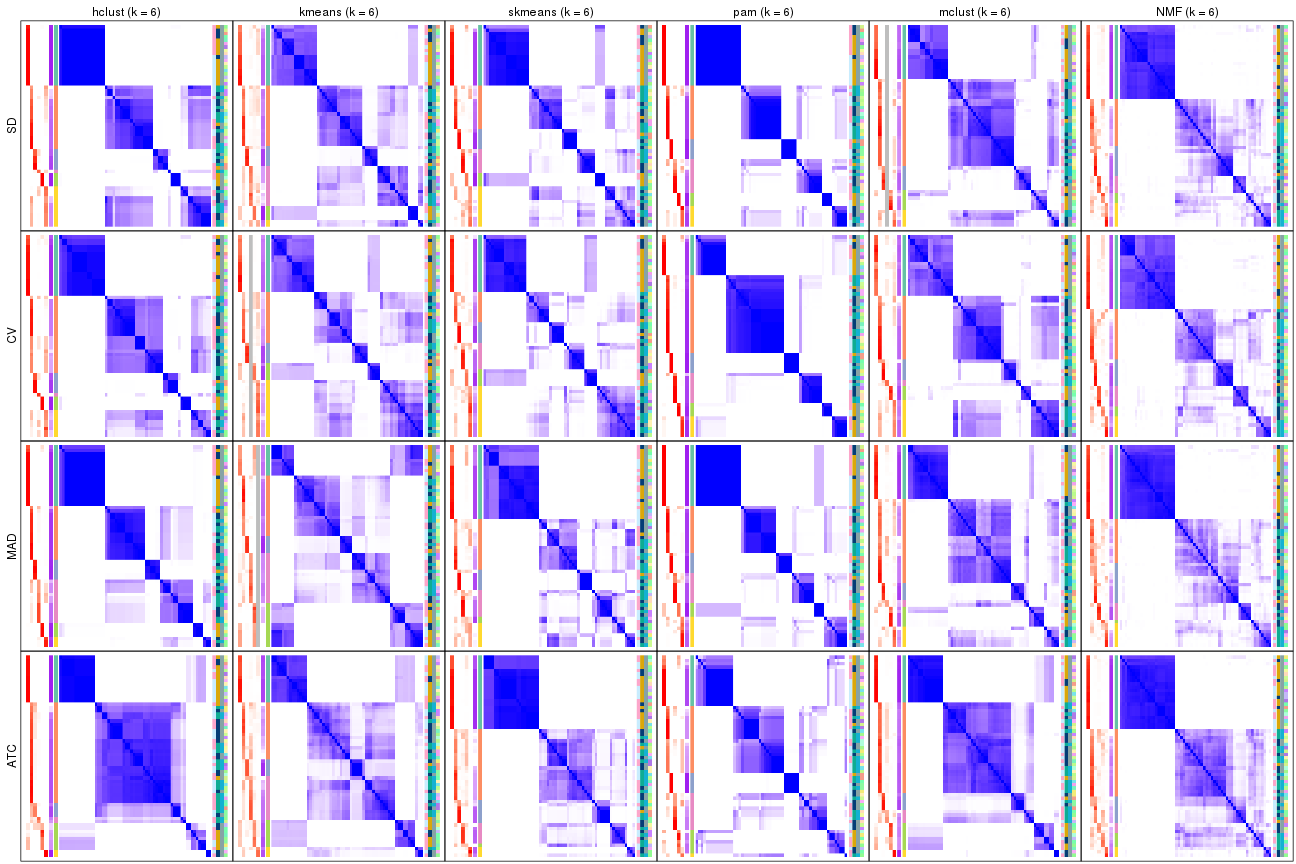 hclust (k = 6) kmeans (k = 6) skmeans (k = 6) pam (k = 6) mclust (k = 6) NMF (k = 6)
SD
CV
MAD
ATC